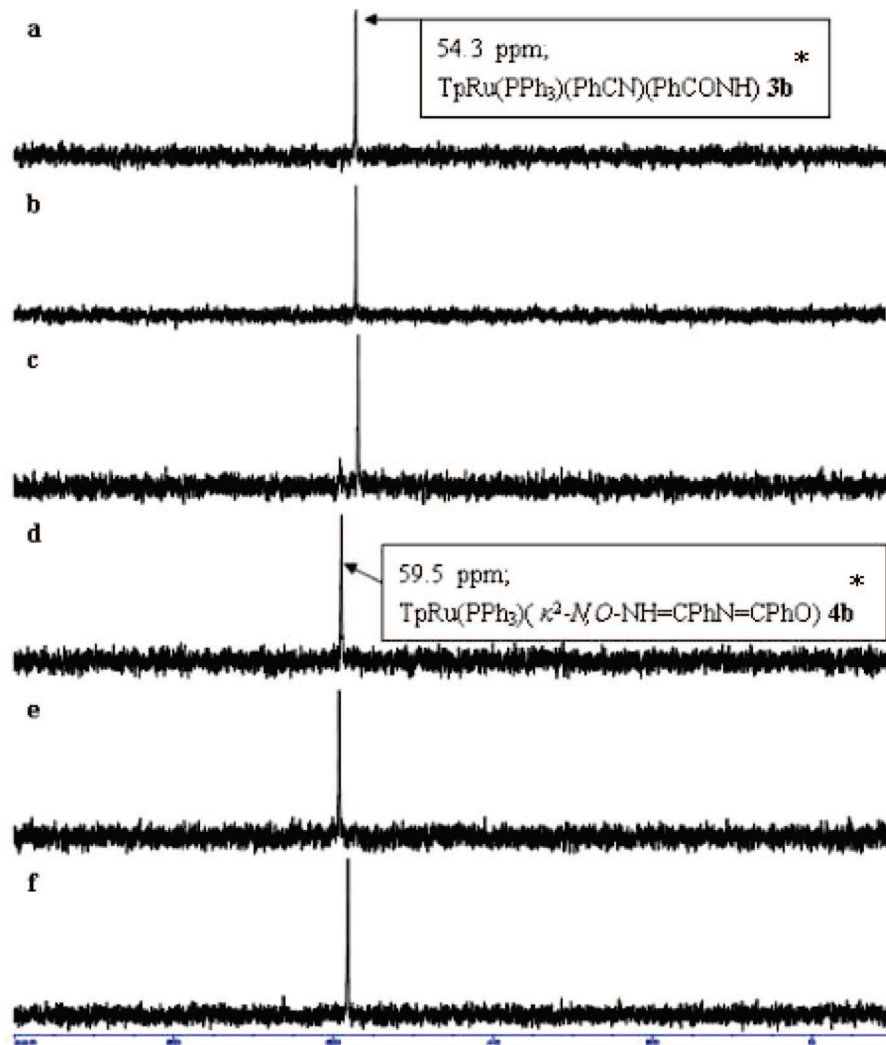 a
54.3 ppm; *
TpRu(PPh₃)(PhCN)(PhCONH) 3b
b
c
d
59.5 ppm; *
TpRu(PPh₃)( κ²-N,O-NH=CPhN=CPhO) 4b
e
f